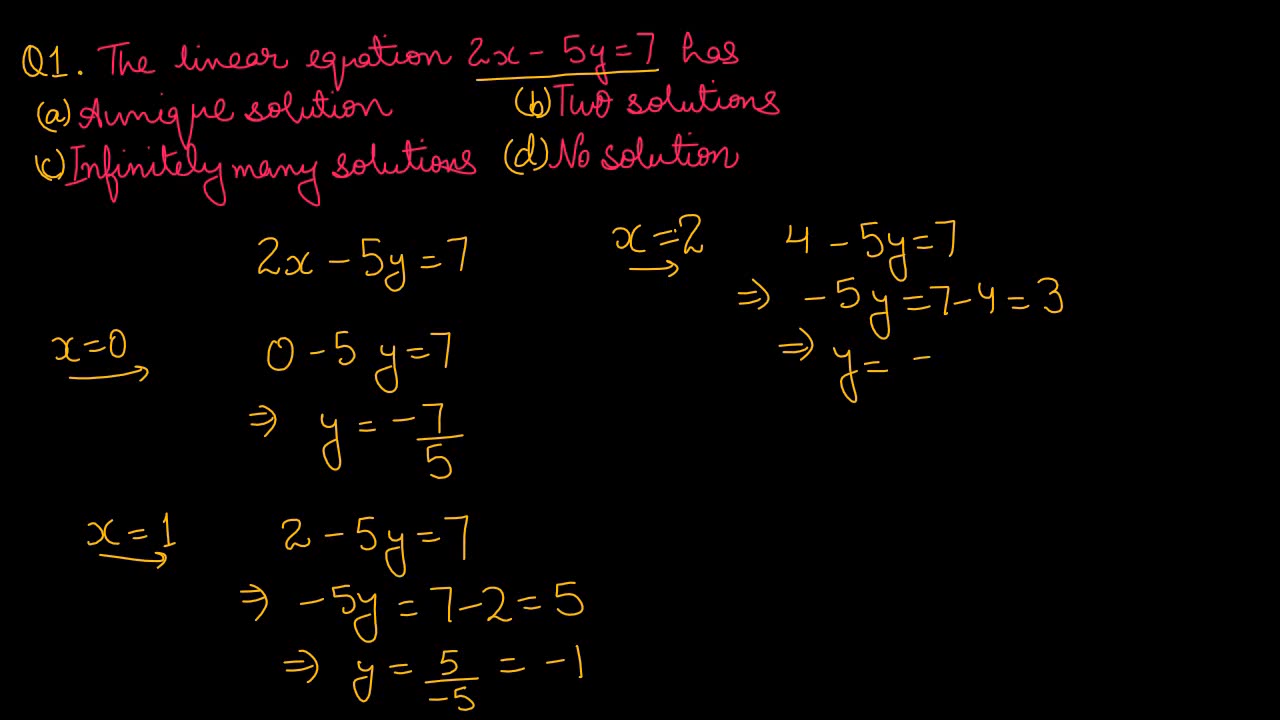 Q1. The linear equation 2x - 5y = 7 has
(a) A unique solution (b) Two solutions
(c) Infinitely many solutions (d) No solution
2x - 5y = 7
x = 0 0 - 5y = 7
⇒ y = -7/5
x = 1 2 - 5y = 7
⇒ -5y = 7 - 2 = 5
⇒ y = 5/-5 = -1
x = 2 4 - 5y = 7
⇒ -5y = 7 - 4 = 3
⇒ y = -